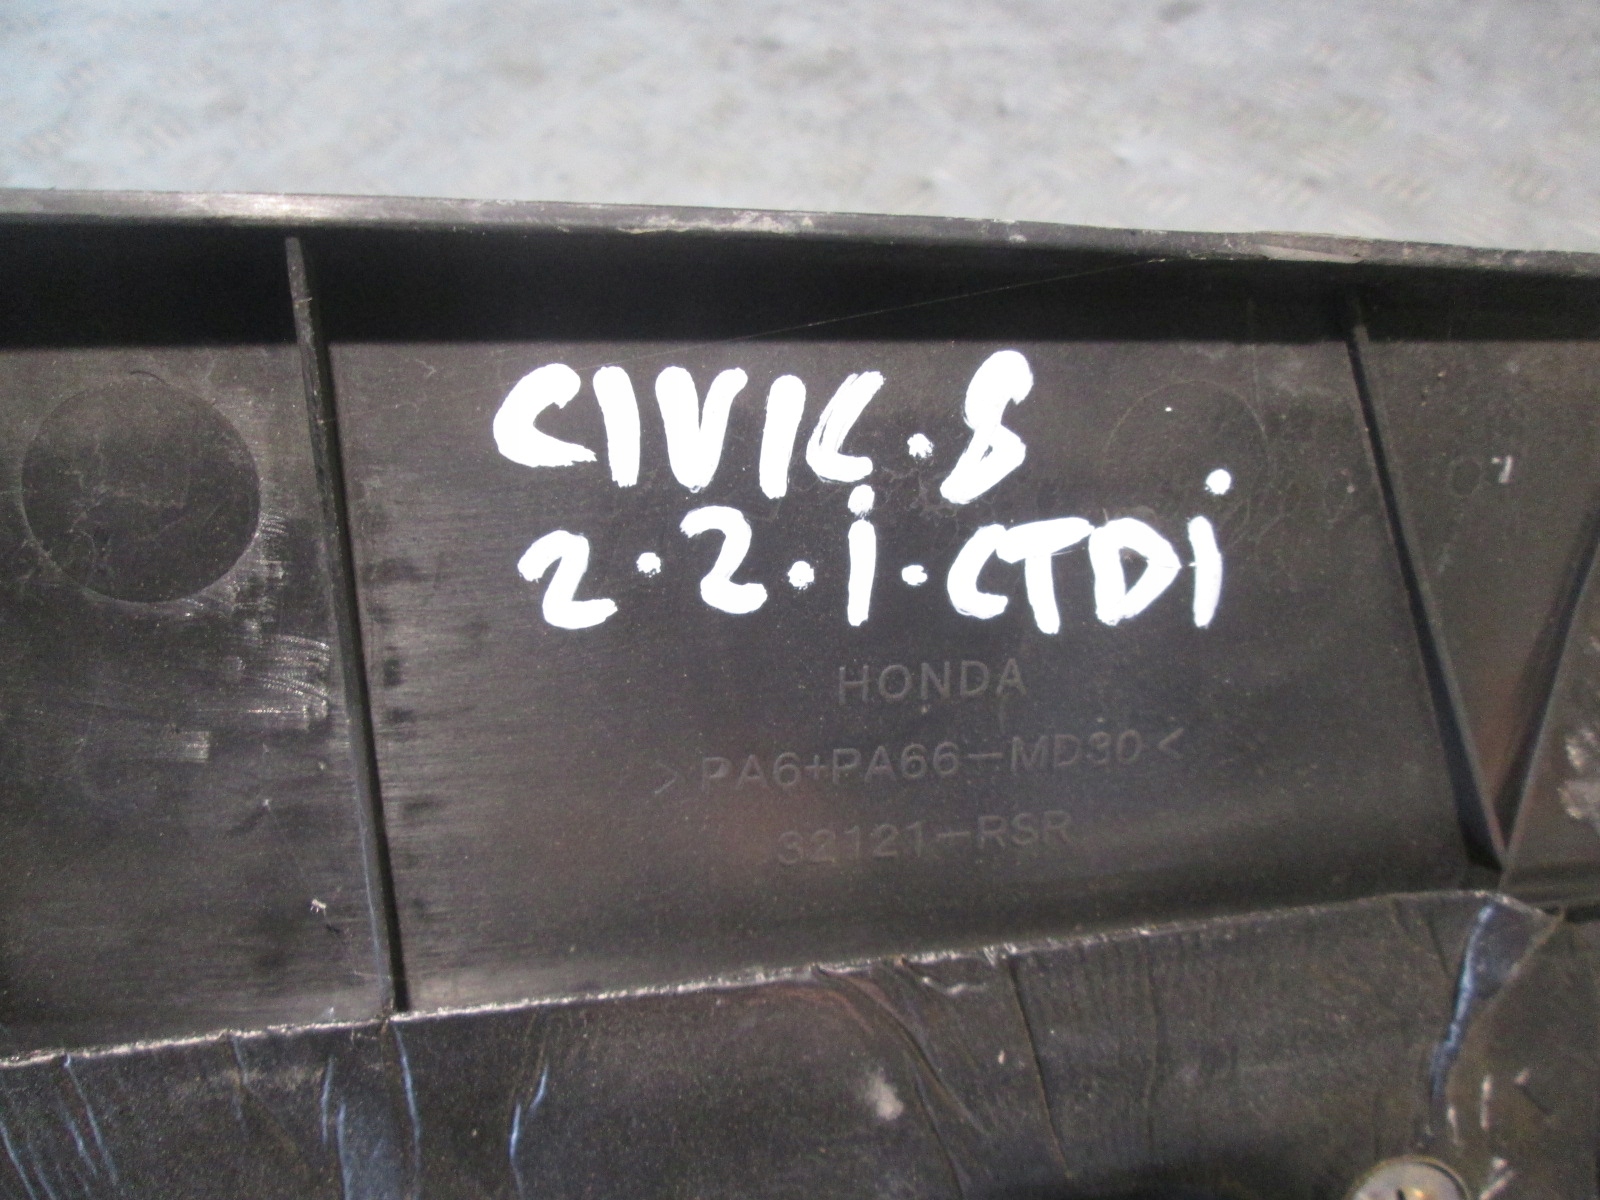 CIVIC.8
2.2.i.CTDi
HONDA
>PA6+PA66-MD30<
32121-RSR